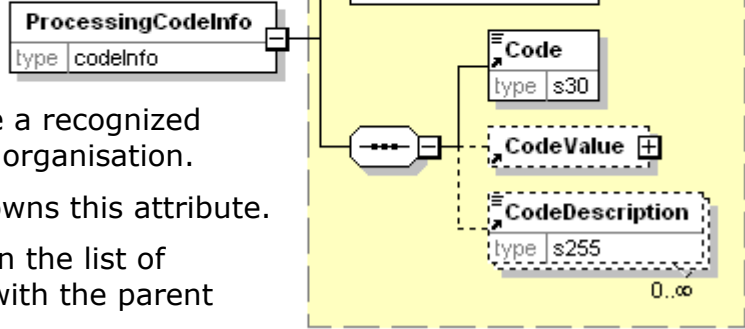 ProcessingCodeInfo
type codeInfo
e a recognized
organisation.
owns this attribute.
n the list of
with the parent
Code
type s30
CodeValue
CodeDescription
type s255
0..∞